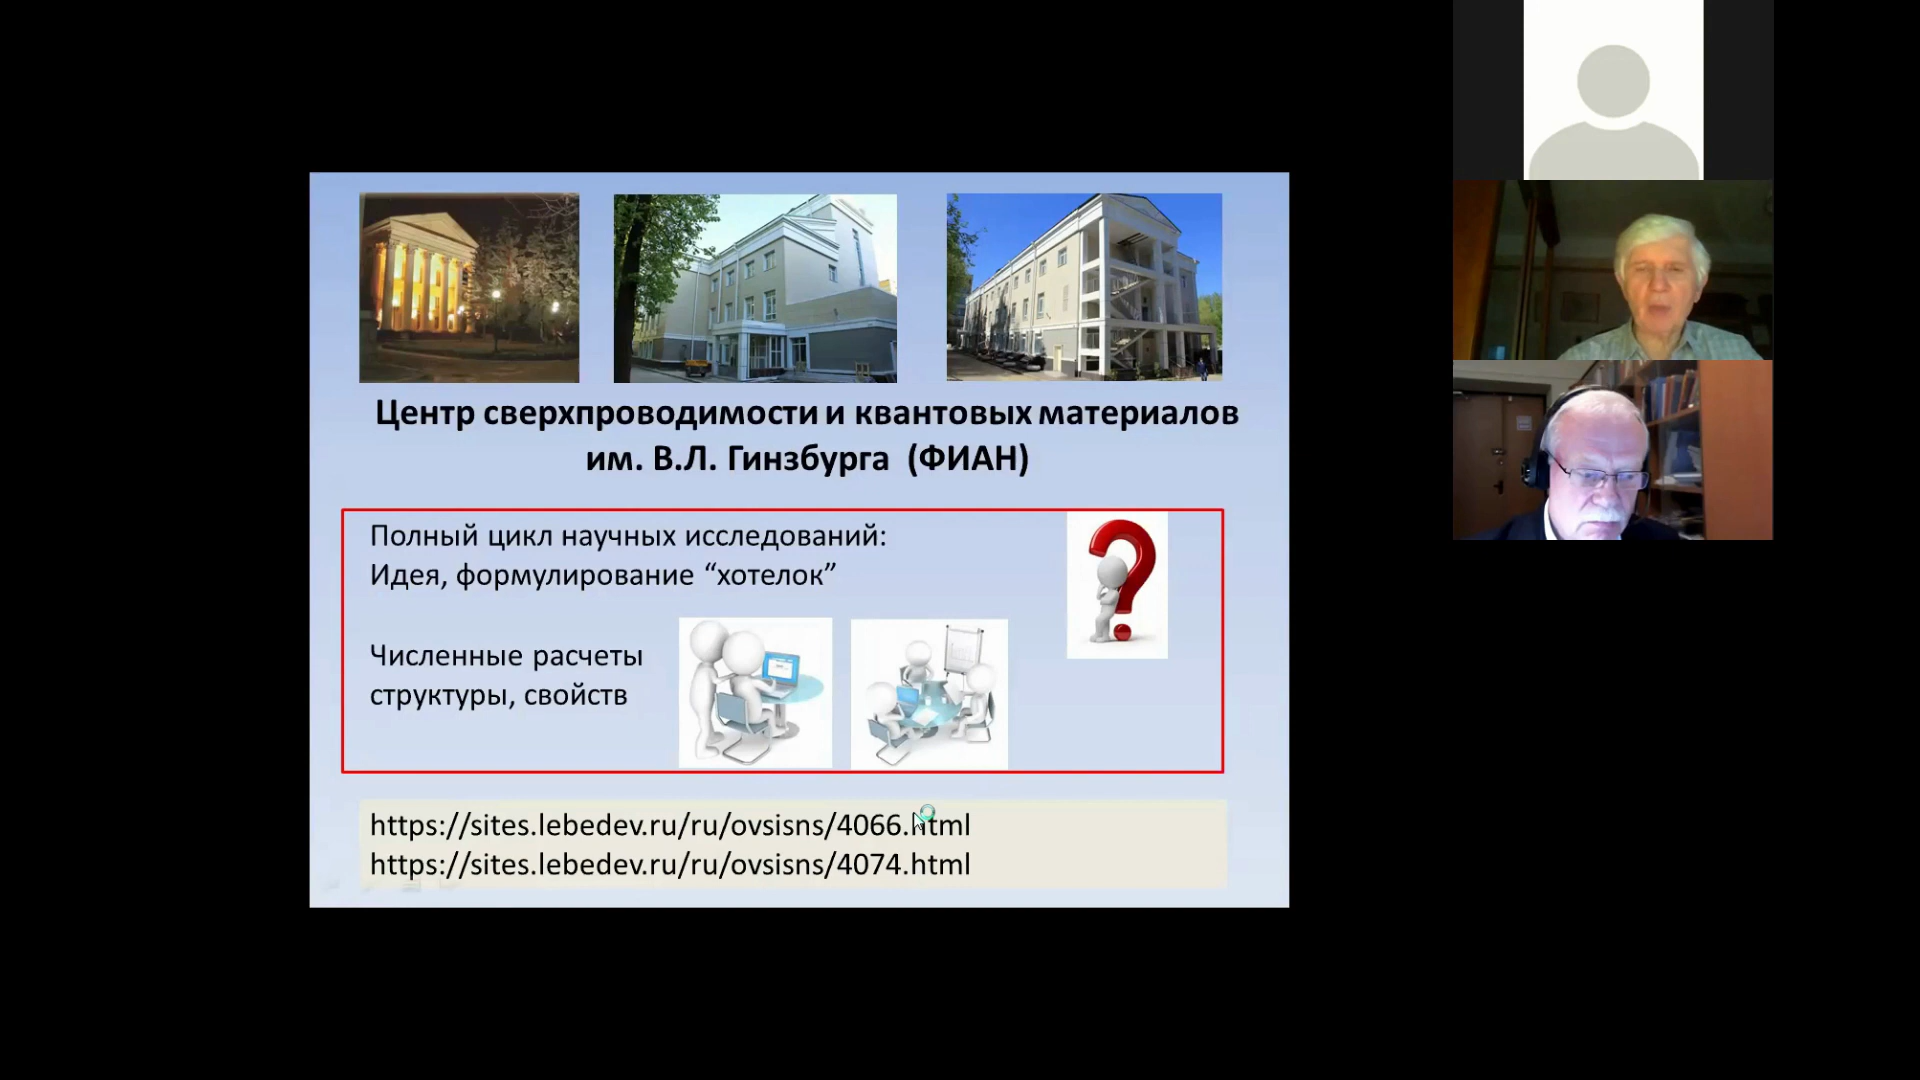 Центр сверхпроводимости и квантовых материалов
им. В.Л. Гинзбурга (ФИАН)
Полный цикл научных исследований:
Идея, формулирование “хотелок”
Численные расчеты
структуры, свойств
https://sites.lebedev.ru/ru/ovsisns/4066.html
https://sites.lebedev.ru/ru/ovsisns/4074.html